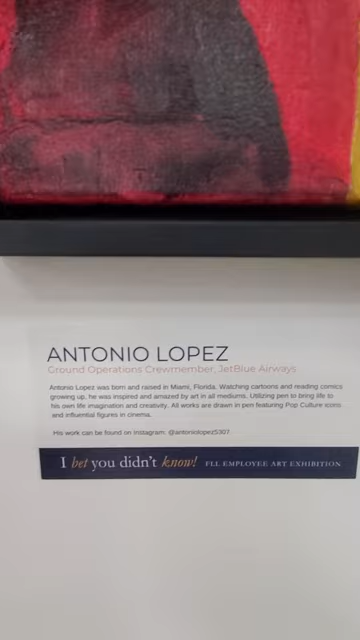 ANTONIO LOPEZ
Ground Operations Crewmember, JetBlue Airways
Antonio Lopez was born and raised in Miami, Florida. Watching cartoons and reading comics
growing up, he was inspired and amazed by art in all mediums. Utilizing pen to bring life to
his own life imagination and creativity. All works are drawn in pen featuring Pop Culture icons
and influential figures in cinema.
His work can be found on Instagram: @antoniolopez5307
I bet you didn't know! FLL EMPLOYEE ART EXHIBITION